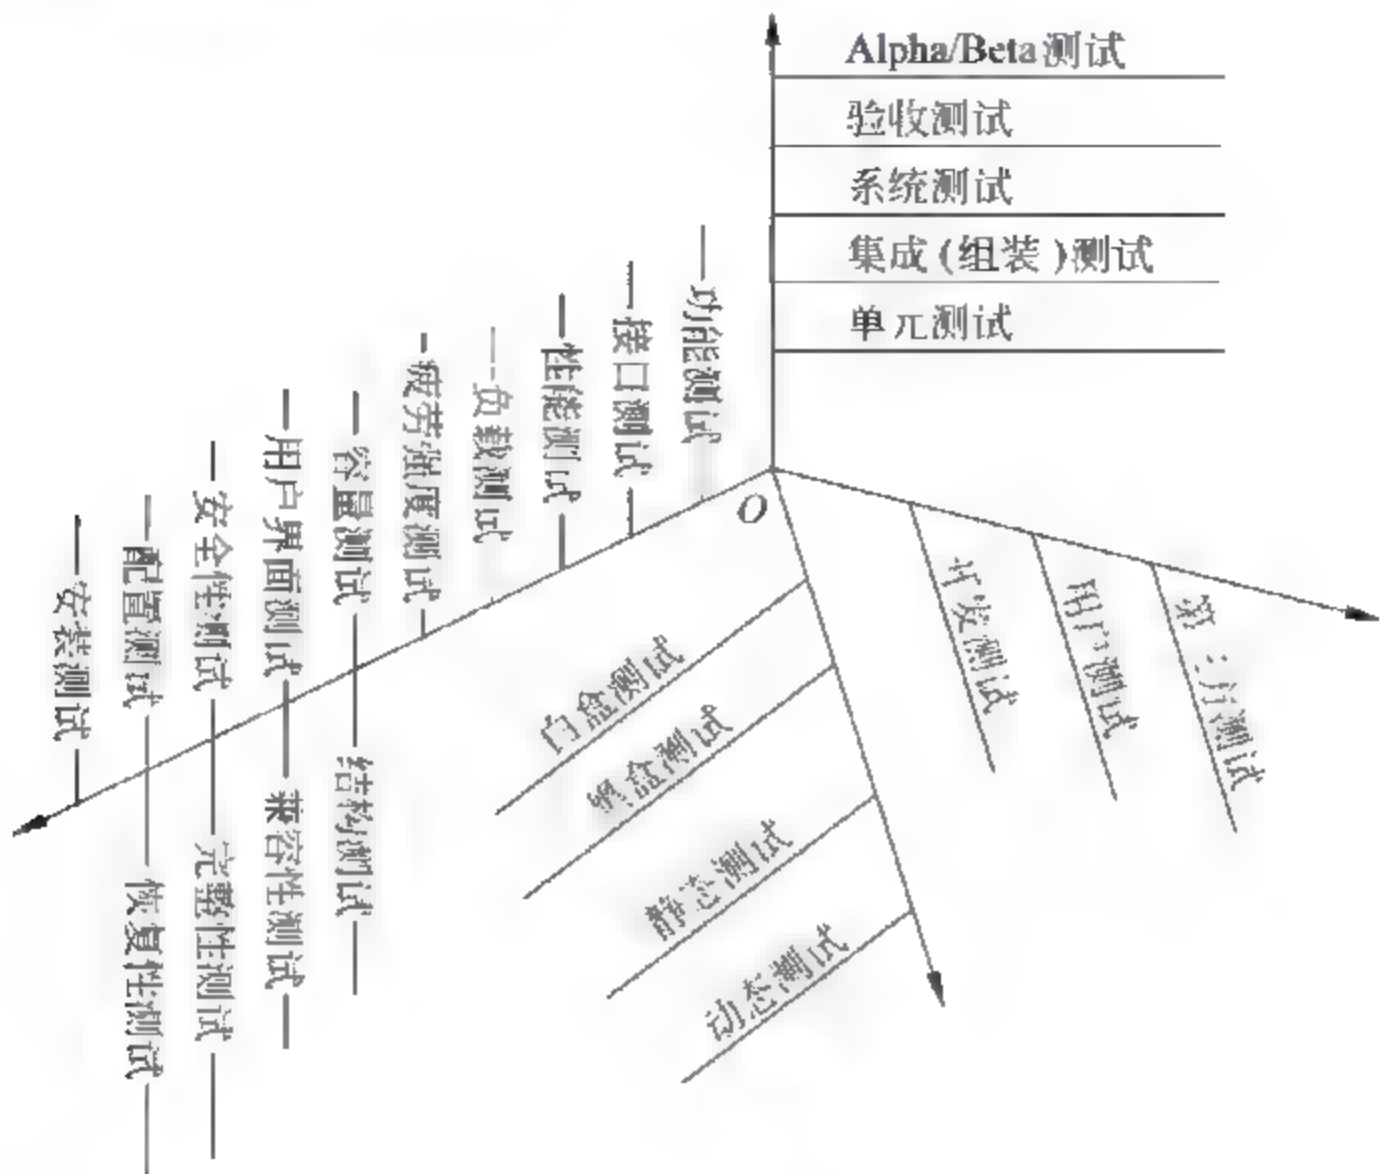 Alpha/Beta测试
验收测试
系统测试
集成(组装)测试
单元测试
功能测试
接口测试
性能测试
负载测试
疲劳强度测试
容量测试
用户界面测试
安全性测试
配置测试
安装测试
结构测试
兼容性测试
完整性测试
恢复性测试
O
白盒测试
黑盒测试
静态测试
动态测试
开发测试
用户测试
第三方测试